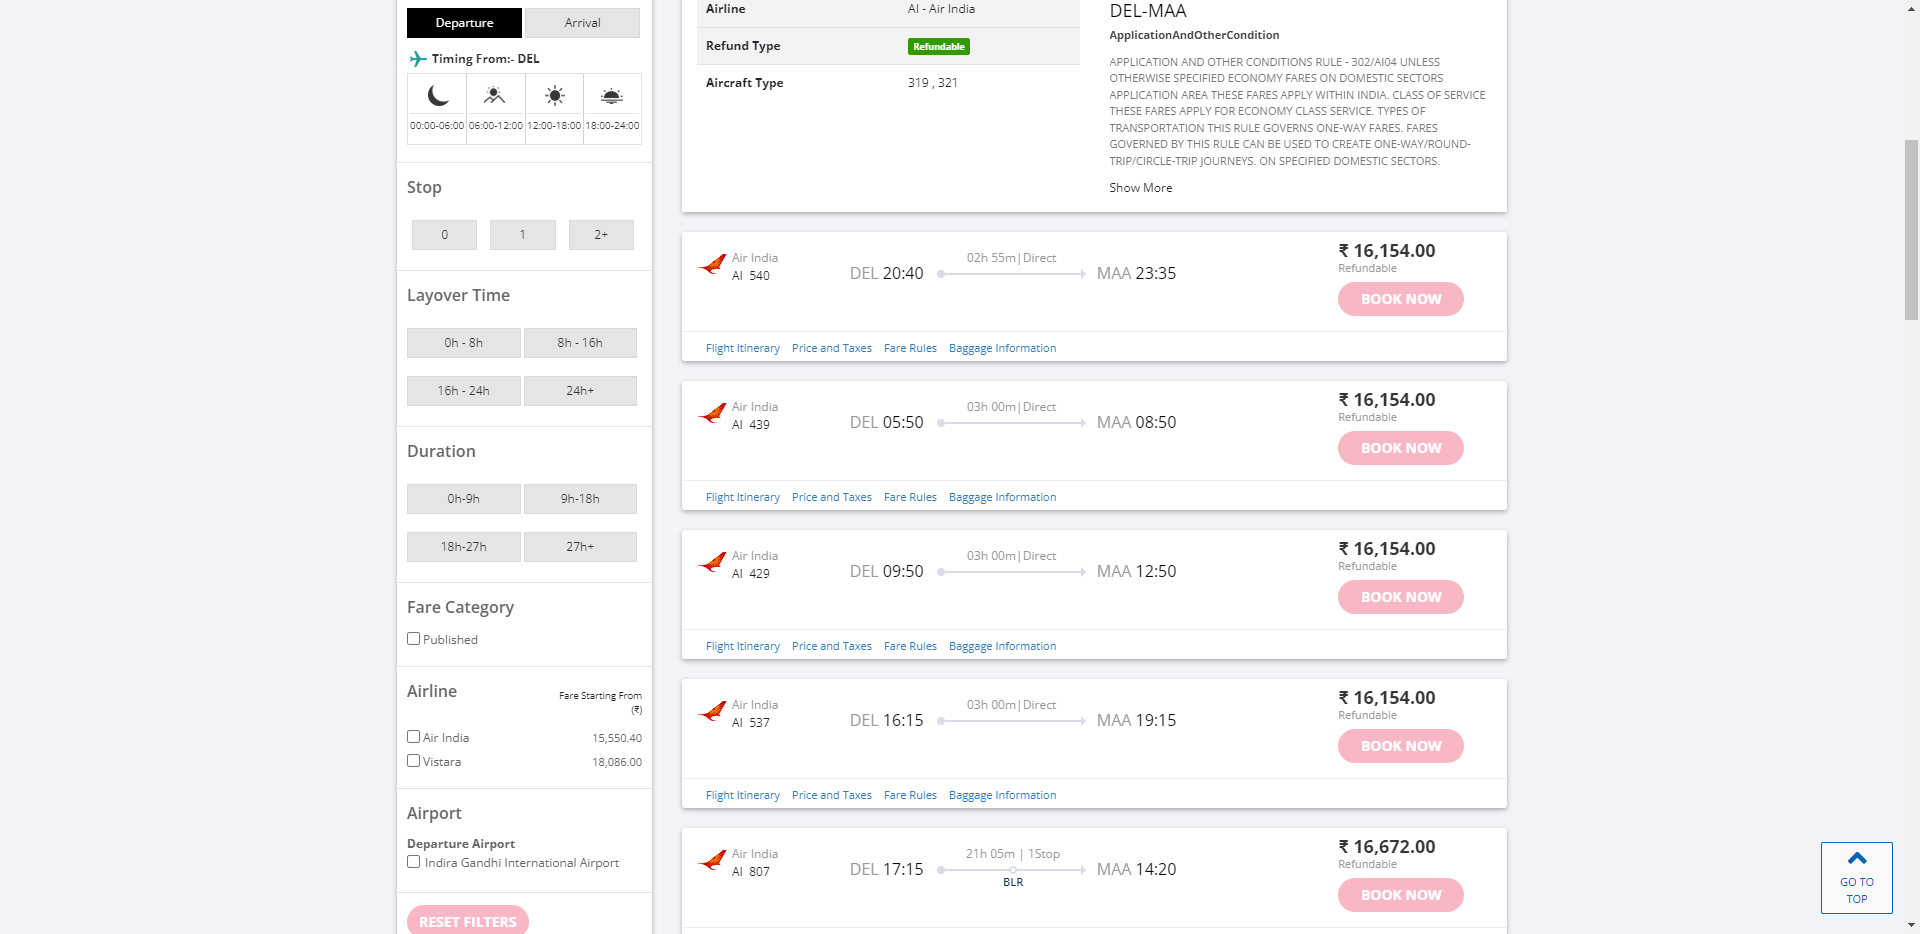 Departure
Arrival
Timing From:- DEL
00:00-06:00 06:00-12:00 12:00-18:00 18:00-24:00
Stop
0
1
2+
Layover Time
0h - 8h
8h - 16h
16h - 24h
24h+
Duration
0h-9h
9h-18h
18h-27h
27h+
Fare Category
Published
Airline
Fare Starting From
(₹)
Air India 15,550.40
Vistara 18,086.00
Airport
Departure Airport
Indira Gandhi International Airport
RESET FILTERS
Airline AI - Air India
Refund Type Refundable
Aircraft Type 319 , 321
DEL-MAA
ApplicationAndOtherCondition
APPLICATION AND OTHER CONDITIONS RULE - 302/AI04 UNLESS
OTHERWISE SPECIFIED ECONOMY FARES ON DOMESTIC SECTORS
APPLICATION AREA THESE FARES APPLY WITHIN INDIA. CLASS OF SERVICE
THESE FARES APPLY FOR ECONOMY CLASS SERVICE. TYPES OF
TRANSPORTATION THIS RULE GOVERNS ONE-WAY FARES. FARES
GOVERNED BY THIS RULE CAN BE USED TO CREATE ONE-WAY/ROUND-
TRIP/CIRCLE-TRIP JOURNEYS. ON SPECIFIED DOMESTIC SECTORS.
Show More
Air India
AI 540
DEL 20:40
02h 55m|Direct
MAA 23:35
₹ 16,154.00
Refundable
BOOK NOW
Flight Itinerary Price and Taxes Fare Rules Baggage Information
Air India
AI 439
DEL 05:50
03h 00m|Direct
MAA 08:50
₹ 16,154.00
Refundable
BOOK NOW
Flight Itinerary Price and Taxes Fare Rules Baggage Information
Air India
AI 429
DEL 09:50
03h 00m|Direct
MAA 12:50
₹ 16,154.00
Refundable
BOOK NOW
Flight Itinerary Price and Taxes Fare Rules Baggage Information
Air India
AI 537
DEL 16:15
03h 00m|Direct
MAA 19:15
₹ 16,154.00
Refundable
BOOK NOW
Flight Itinerary Price and Taxes Fare Rules Baggage Information
Air India
AI 807
DEL 17:15
21h 05m | 1Stop
BLR
MAA 14:20
₹ 16,672.00
Refundable
BOOK NOW
GO TO
TOP